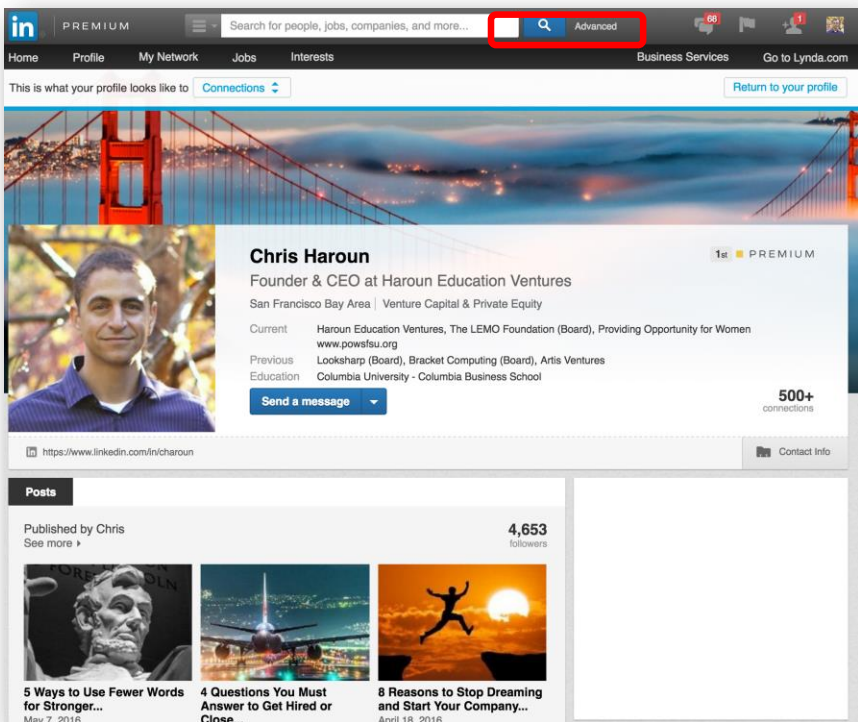 in PREMIUM Search for people, jobs, companies, and more... Advanced 68 1
Home Profile My Network Jobs Interests Business Services Go to Lynda.com
This is what your profile looks like to Connections Return to your profile
Chris Haroun 1st PREMIUM
Founder & CEO at Haroun Education Ventures
San Francisco Bay Area Venture Capital & Private Equity
Current Haroun Education Ventures, The LEMO Foundation (Board), Providing Opportunity for Women
www.powsfsu.org
Previous Looksharp (Board), Bracket Computing (Board), Artis Ventures
Education Columbia University - Columbia Business School
Send a message 500+
connections
in https://www.linkedin.com/in/charoun Contact Info
Posts
Published by Chris 4,653
See more followers
5 Ways to Use Fewer Words
for Stronger...
May 7, 2016
4 Questions You Must
Answer to Get Hired or
Close...
8 Reasons to Stop Dreaming
and Start Your Company...
April 18, 2016